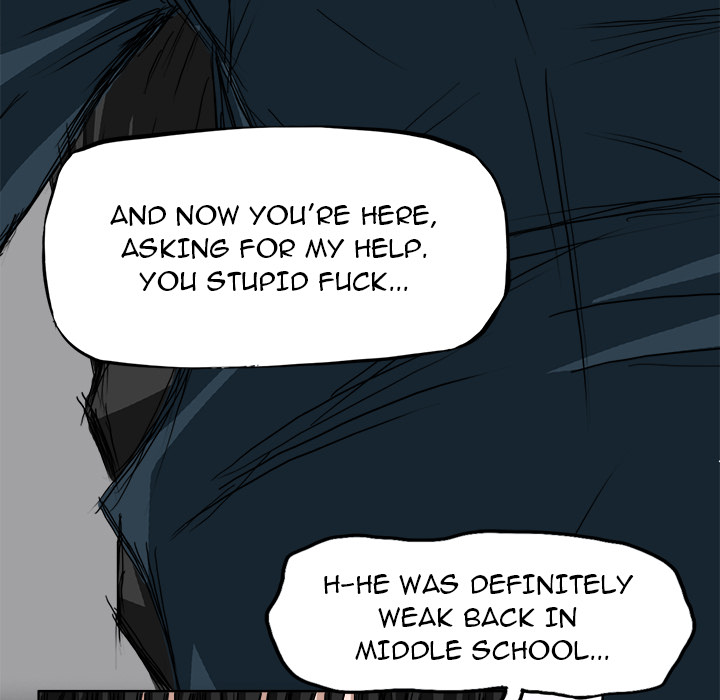 AND NOW YOU'RE HERE,
ASKING FOR MY HELP.
YOU STUPID FUCK...
H-HE WAS DEFINITELY
WEAK BACK IN
MIDDLE SCHOOL...